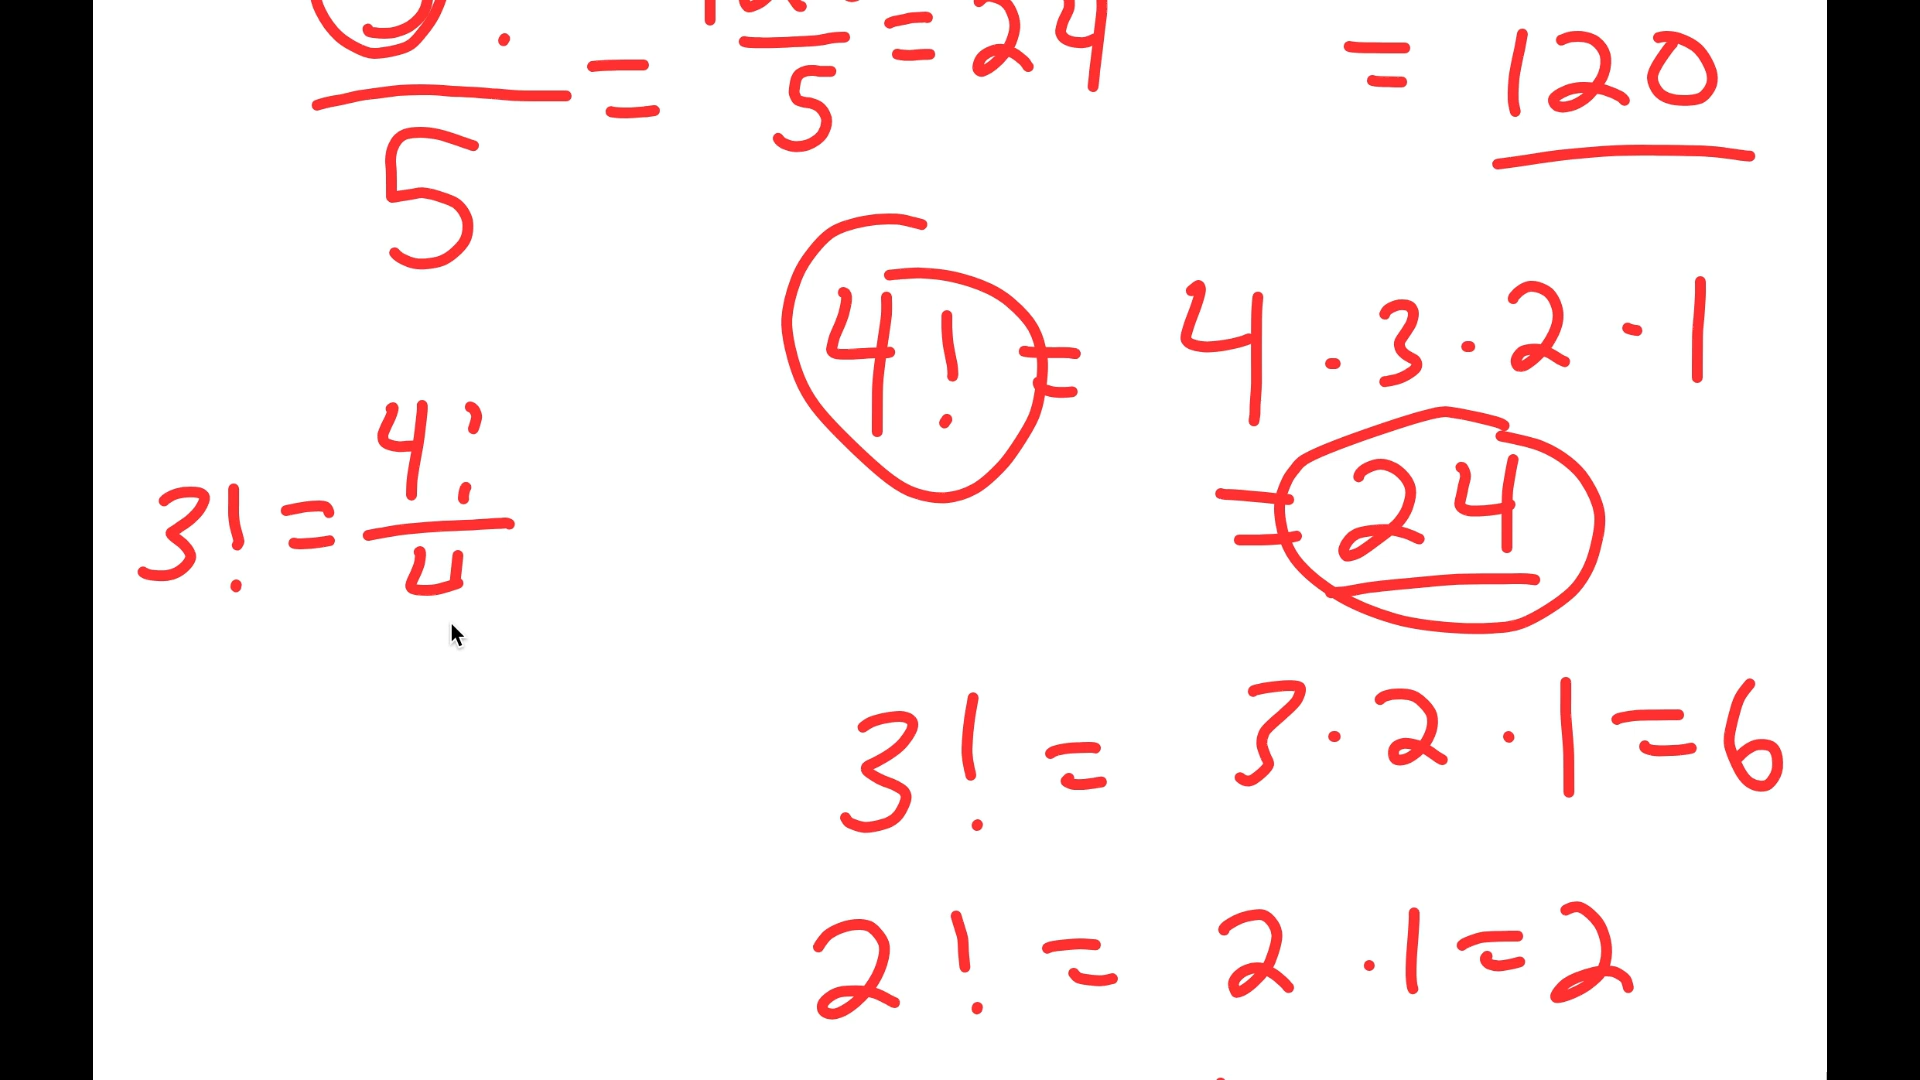 5 = 5 = 24
= 120
4! = 4 · 3 · 2 · 1
= 24
3! = 4! / 4
3! = 3 · 2 · 1 = 6
2! = 2 · 1 = 2